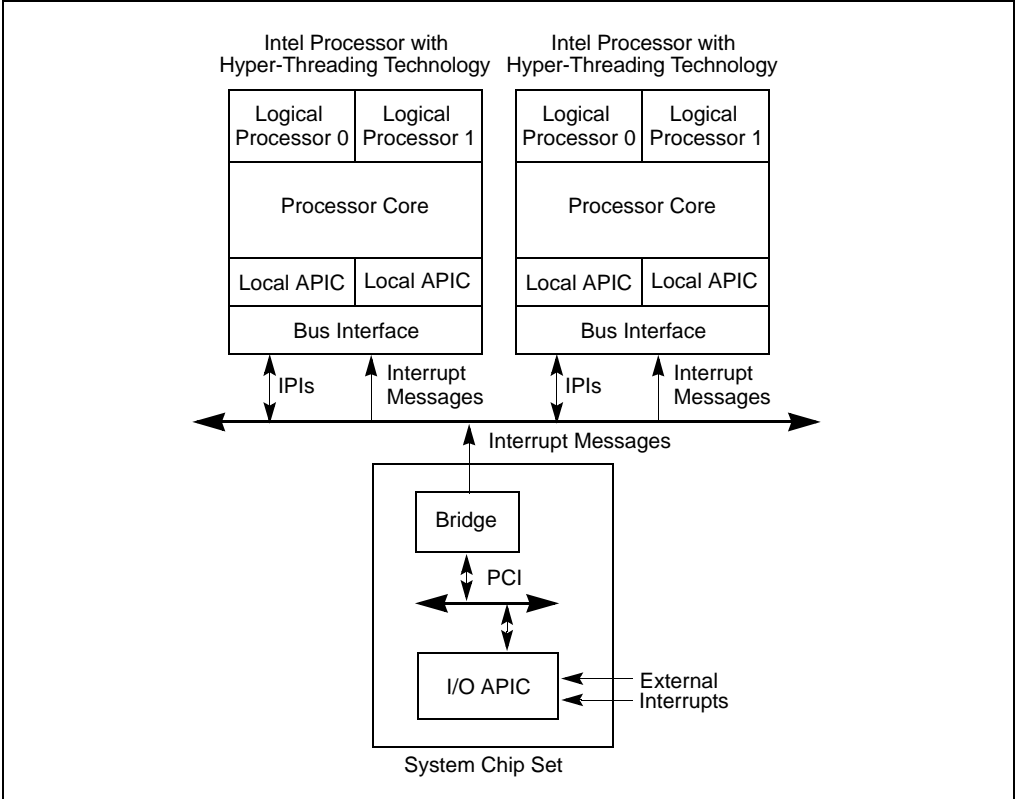 Intel Processor with
Hyper-Threading Technology
Intel Processor with
Hyper-Threading Technology
Logical
Processor 0
Logical
Processor 1
Logical
Processor 0
Logical
Processor 1
Processor Core
Processor Core
Local APIC
Local APIC
Local APIC
Local APIC
Bus Interface
Bus Interface
IPIs
Interrupt
Messages
IPIs
Interrupt
Messages
Interrupt Messages
Bridge
PCI
I/O APIC
External
Interrupts
System Chip Set